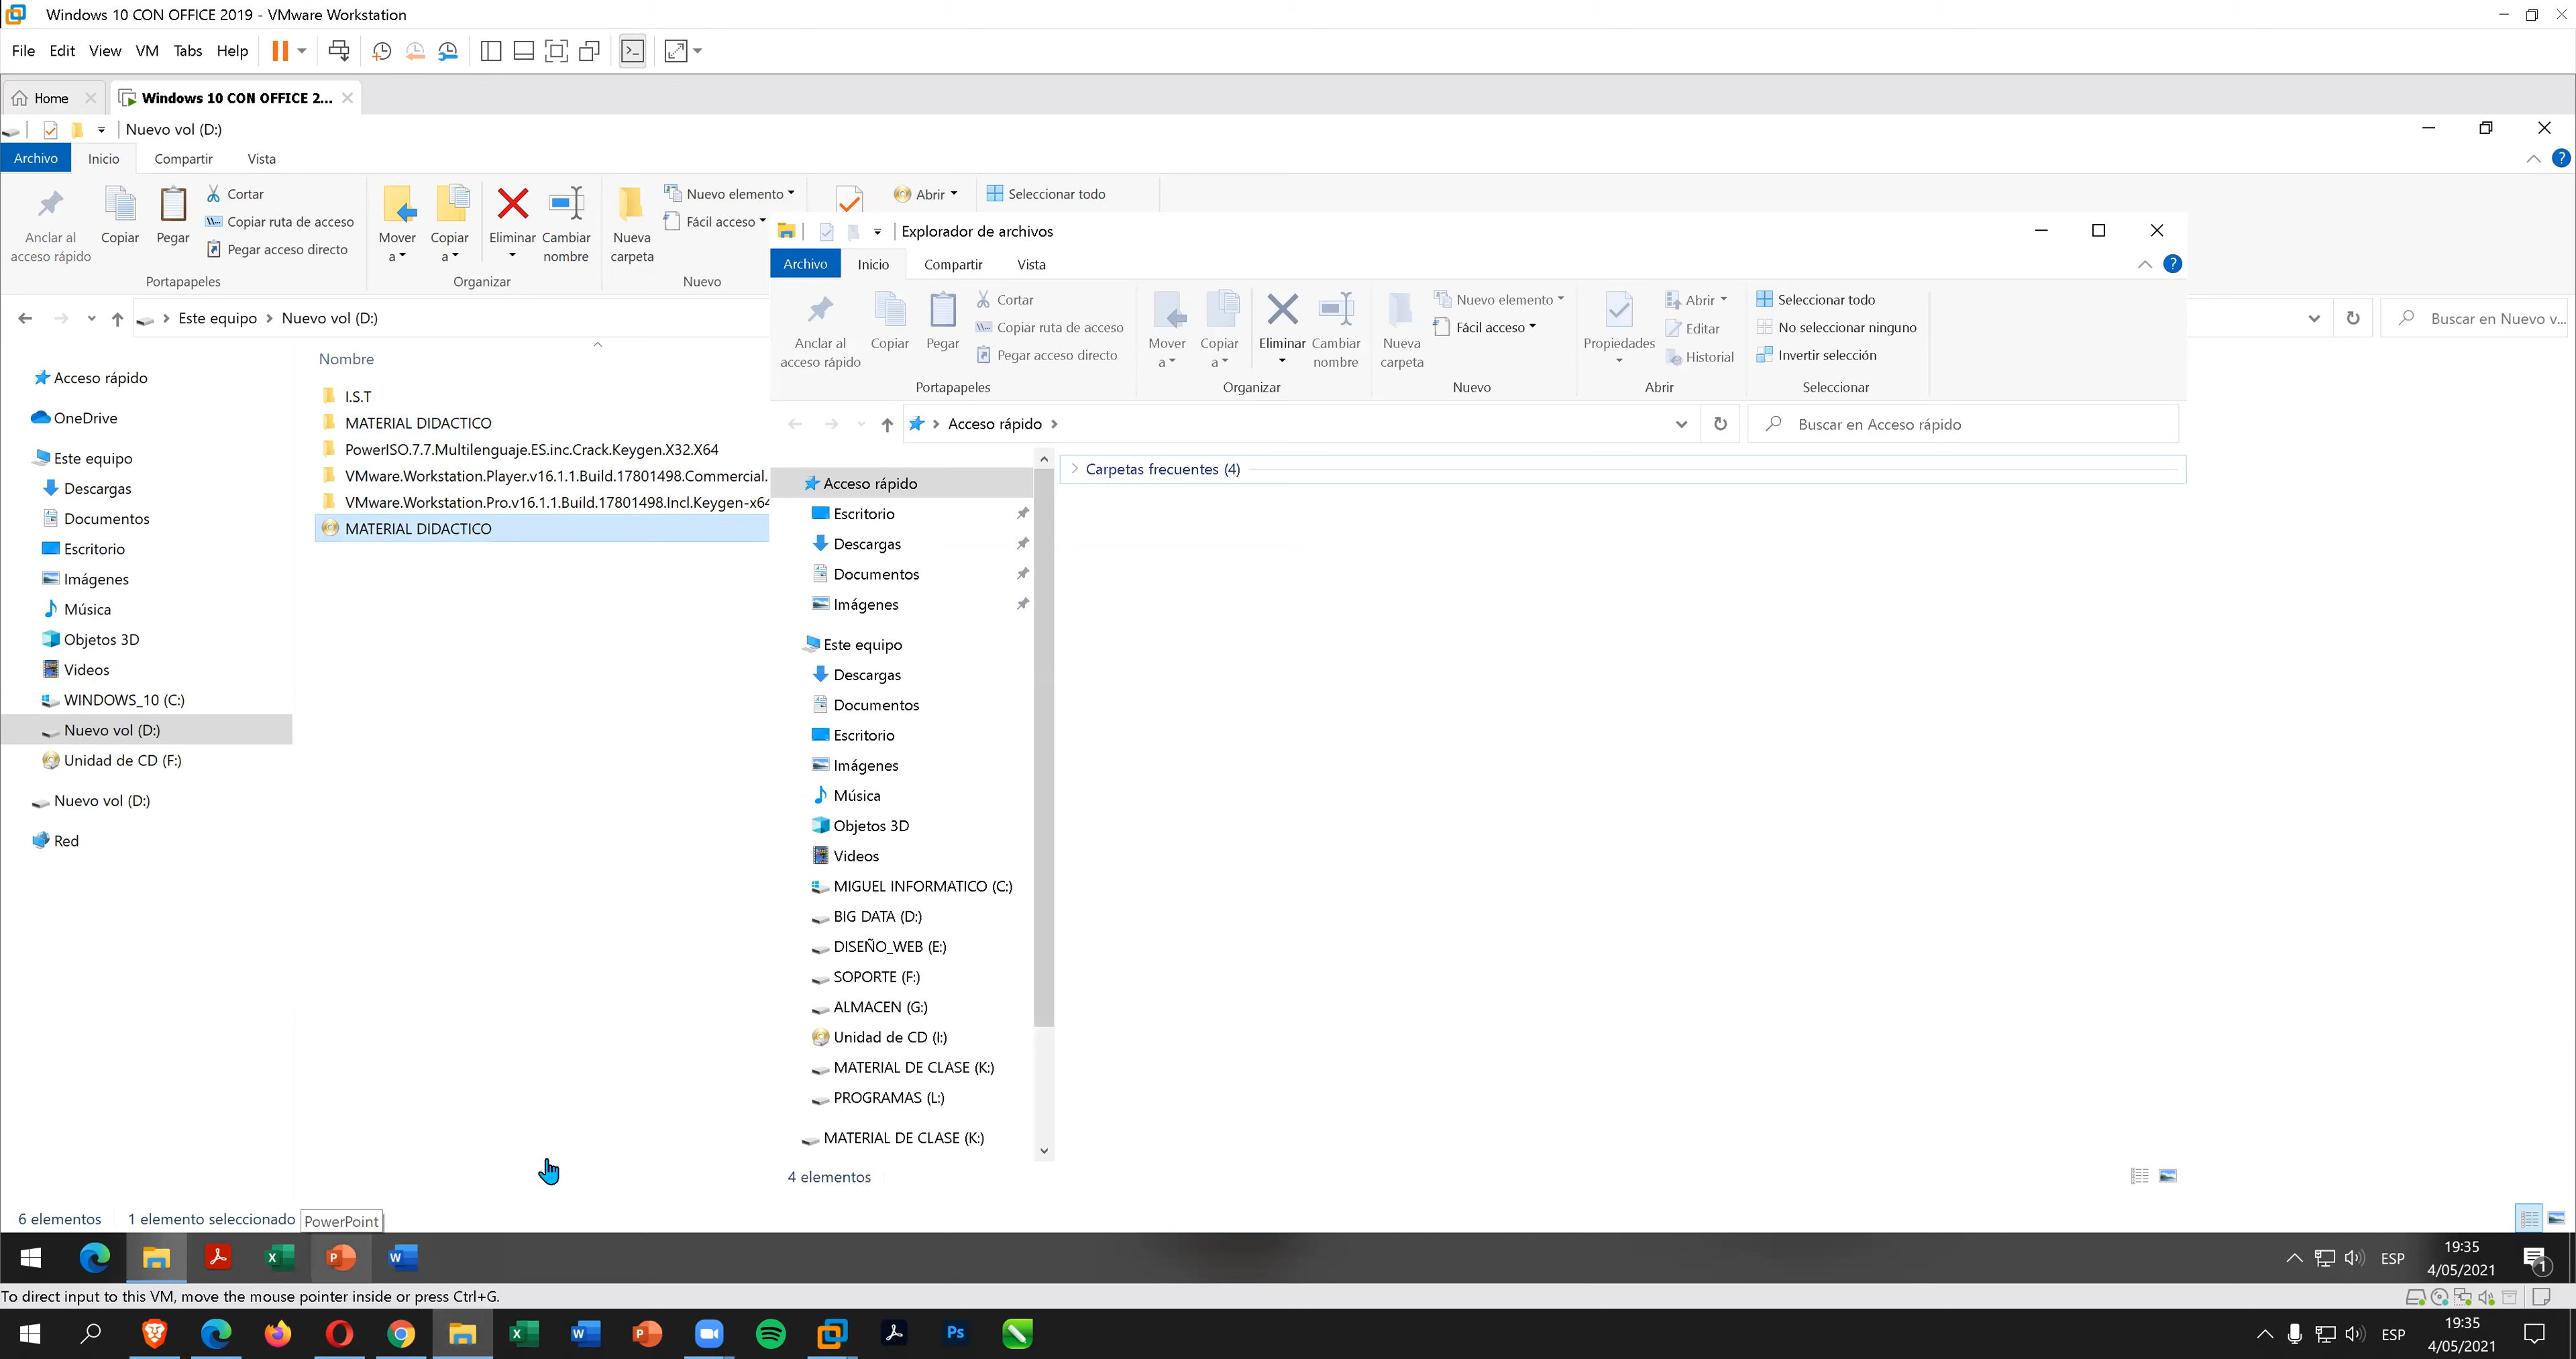 Windows 10 CON OFFICE 2019 - VMware Workstation
File Edit View VM Tabs Help
Home
Windows 10 CON OFFICE 2...
Nuevo vol (D:)
Archivo Inicio Compartir Vista
Anclar al acceso rápido
Copiar
Pegar
Cortar
Copiar ruta de acceso
Pegar acceso directo
Portapapeles
Mover a
Copiar a
Eliminar
Cambiar nombre
Organizar
Nueva carpeta
Nuevo elemento
Fácil acceso
Nuevo
Abrir
Seleccionar todo
Este equipo > Nuevo vol (D:)
Buscar en Nuevo v...
Acceso rápido
OneDrive
Este equipo
Descargas
Documentos
Escritorio
Imágenes
Música
Objetos 3D
Videos
WINDOWS_10 (C:)
Nuevo vol (D:)
Unidad de CD (F:)
Nuevo vol (D:)
Red
Nombre
I.S.T
MATERIAL DIDACTICO
PowerISO.7.7.Multilenguaje.ES.inc.Crack.Keygen.X32.X64
VMware.Workstation.Player.v16.1.1.Build.17801498.Commercial.
VMware.Workstation.Pro.v16.1.1.Build.17801498.Incl.Keygen-x64
MATERIAL DIDACTICO
Explorador de archivos
Archivo Inicio Compartir Vista
Anclar al acceso rápido
Copiar
Pegar
Cortar
Copiar ruta de acceso
Pegar acceso directo
Portapapeles
Mover a
Copiar a
Eliminar
Cambiar nombre
Organizar
Nueva carpeta
Nuevo elemento
Fácil acceso
Nuevo
Propiedades
Abrir
Editar
Historial
Abrir
Seleccionar todo
No seleccionar ninguno
Invertir selección
Seleccionar
Acceso rápido
Buscar en Acceso rápido
Acceso rápido
Escritorio
Descargas
Documentos
Imágenes
Este equipo
Descargas
Documentos
Escritorio
Imágenes
Música
Objetos 3D
Videos
MIGUEL INFORMATICO (C:)
BIG DATA (D:)
DISEÑO_WEB (E:)
SOPORTE (F:)
ALMACEN (G:)
Unidad de CD (I:)
MATERIAL DE CLASE (K:)
PROGRAMAS (L:)
MATERIAL DE CLASE (K:)
Carpetas frecuentes (4)
4 elementos
6 elementos 1 elemento seleccionado
PowerPoint
ESP
19:35
4/05/2021
1
To direct input to this VM, move the mouse pointer inside or press Ctrl+G.
Ps
ESP
19:35
4/05/2021